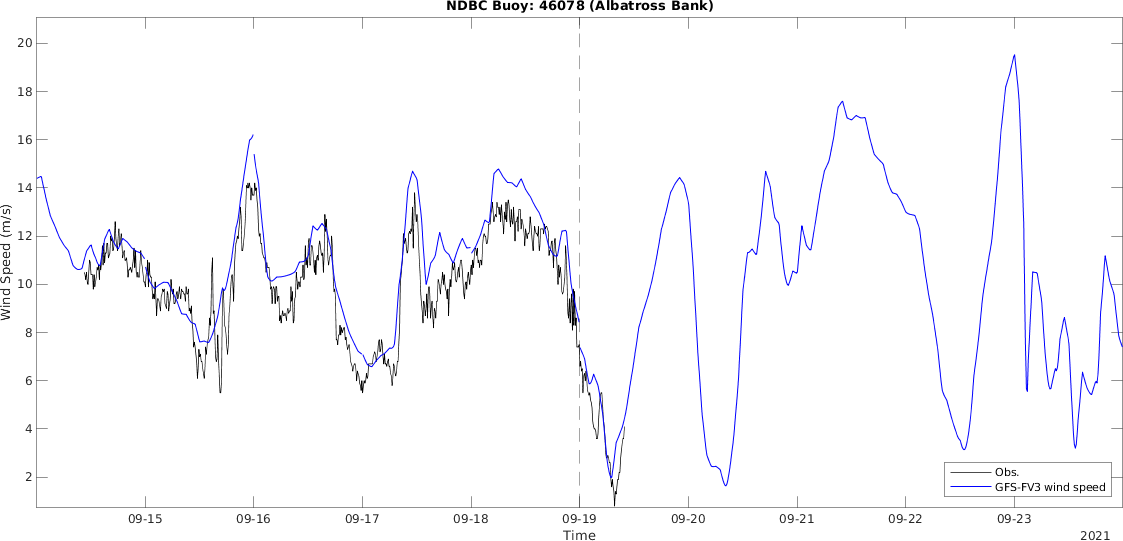 NDBC Buoy: 46078 (Albatross Bank)
Wind Speed (m/s)
20
18
16
14
12
10
8
6
4
2
Obs.
GFS-FV3 wind speed
09-15 09-16 09-17 09-18 09-19 09-20 09-21 09-22 09-23
Time
2021